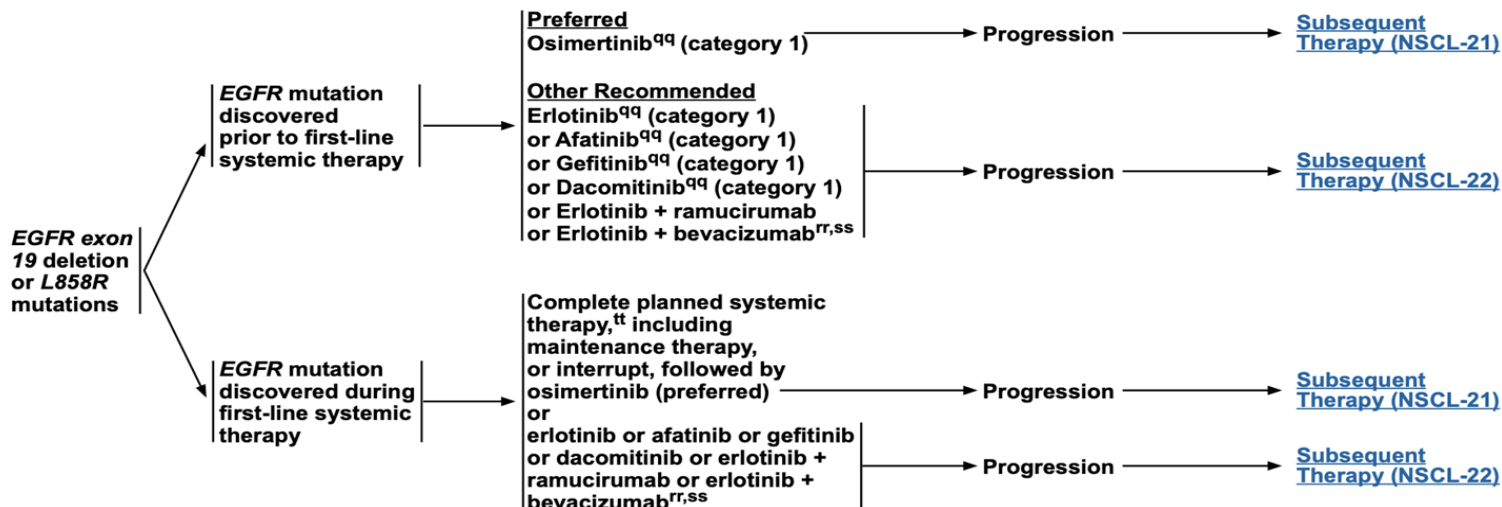 EGFR exon
19 deletion
or L858R
mutations
EGFR mutation
discovered
prior to first-line
systemic therapy
Preferred
Osimertinibqq (category 1)
Progression
Subsequent
Therapy (NSCL-21)
Other Recommended
Erlotinibqq (category 1)
or Afatinibqq (category 1)
or Gefitinibqq (category 1)
or Dacomitinibqq (category 1)
or Erlotinib + ramucirumab
or Erlotinib + bevacizumabrr,ss
Progression
Subsequent
Therapy (NSCL-22)
EGFR mutation
discovered during
first-line systemic
therapy
Complete planned systemic
therapy,tt including
maintenance therapy,
or interrupt, followed by
osimertinib (preferred)
Progression
Subsequent
Therapy (NSCL-21)
or
erlotinib or afatinib or gefitinib
or dacomitinib or erlotinib +
ramucirumab or erlotinib +
bevacizumabrr,ss
Progression
Subsequent
Therapy (NSCL-22)